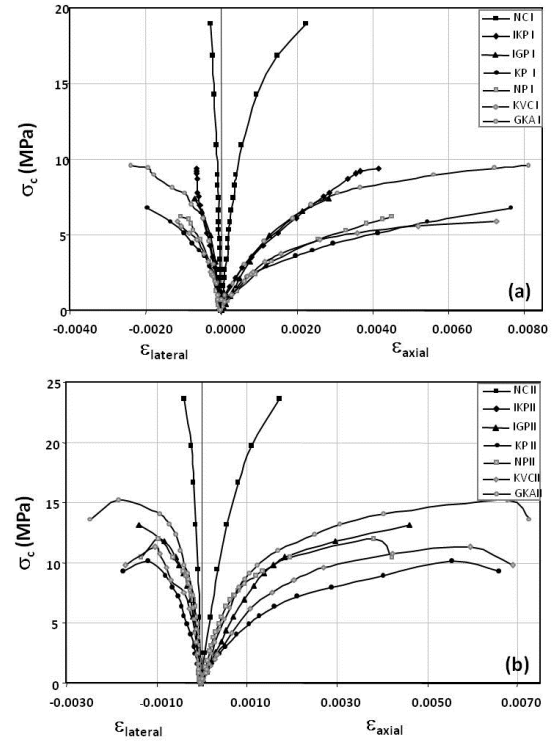 20
15
10
5
0
σc (MPa)
NC I
IKP I
IGP I
KP I
NP I
KVC I
GKA I
(a)
-0.0040 -0.0020 0.0000 0.0020 0.0040 0.0060 0.0080
εlateral εaxial
25
20
15
10
5
0
σc (MPa)
NC II
IKPII
IGPII
KP II
NPII
KVCII
GKAII
(b)
-0.0030 -0.0010 0.0010 0.0030 0.0050 0.0070
εlateral εaxial